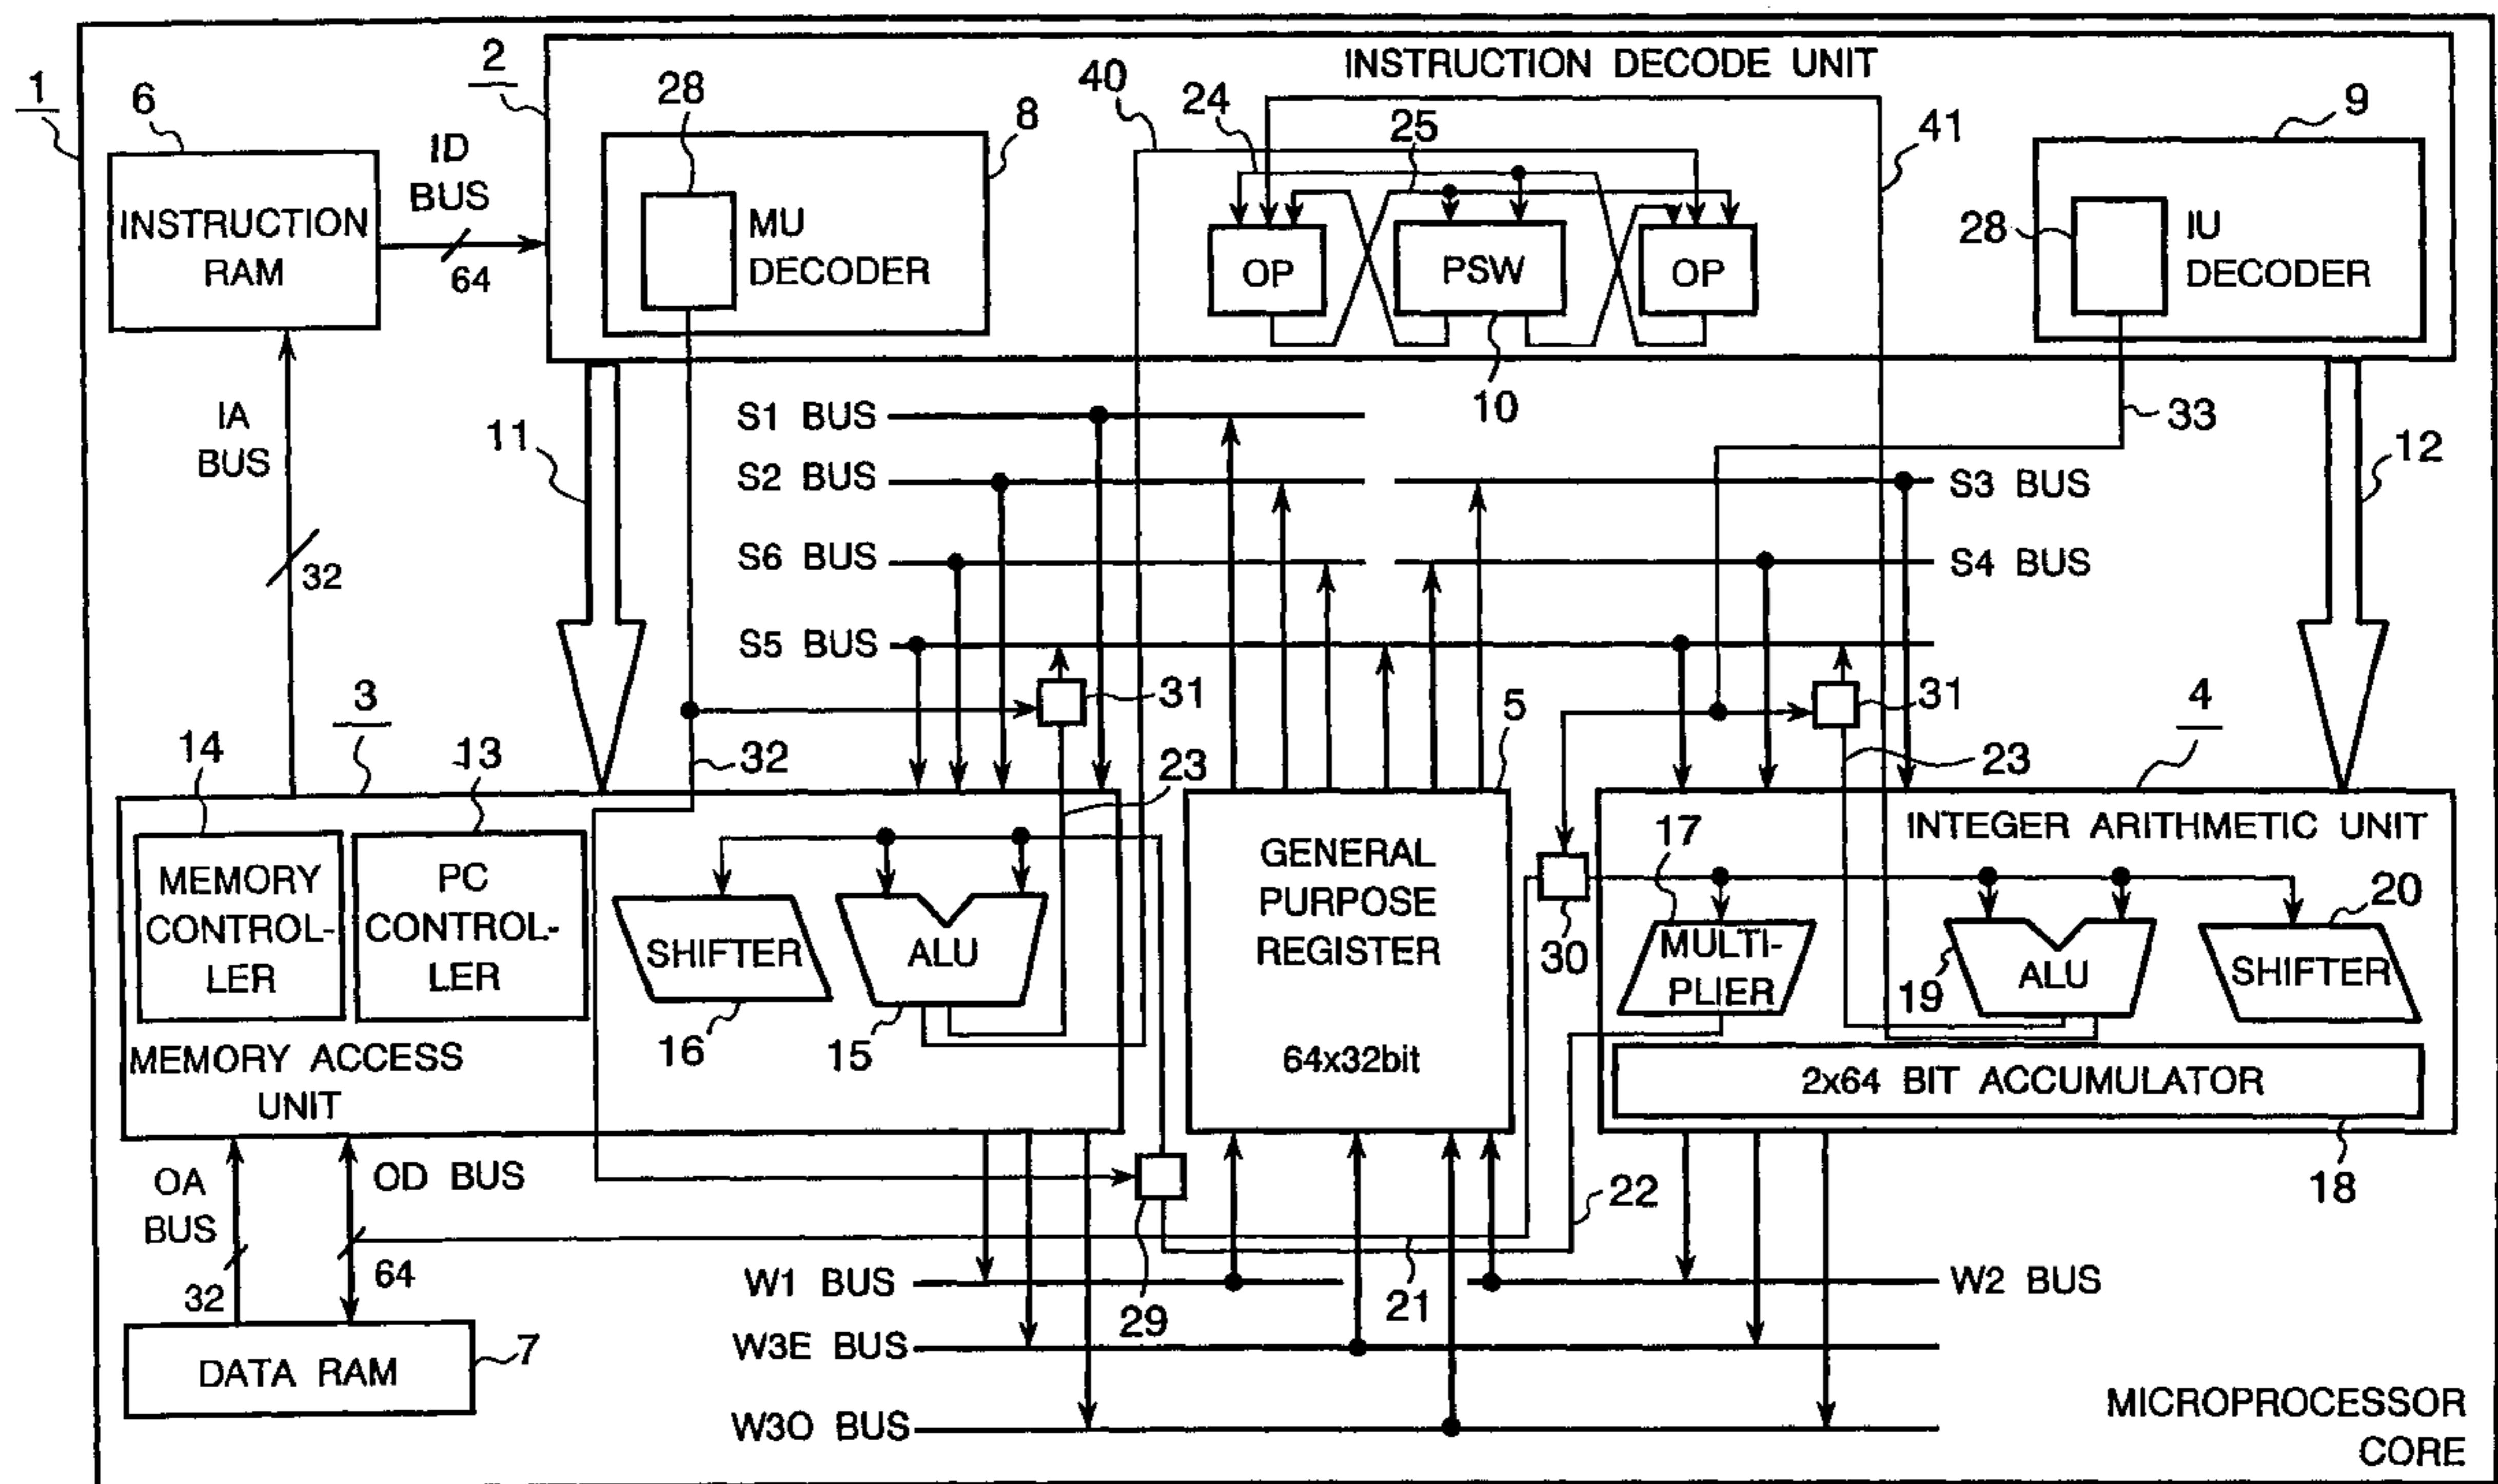 INSTRUCTION DECODE UNIT
1
2
28
40
24
25
41
9
6
8
ID
BUS
INSTRUCTION
RAM
64
MU
DECODER
OP
PSW
OP
28
IU
DECODER
10
33
12
IA
BUS
11
S1 BUS
S2 BUS
S3 BUS
32
S6 BUS
S4 BUS
S5 BUS
31
5
31
4
3
14
13
32
23
23
MEMORY
CONTROL-
LER
PC
CONTROL-
LER
SHIFTER
ALU
16
15
MEMORY ACCESS
UNIT
GENERAL
PURPOSE
REGISTER
64x32bit
30
INTEGER ARITHMETIC UNIT
17
20
MULTI-
PLIER
19
ALU
SHIFTER
2x64 BIT ACCUMULATOR
18
OA
BUS
OD BUS
32
64
22
29
21
W1 BUS
W2 BUS
DATA RAM
7
W3E BUS
W3O BUS
MICROPROCESSOR
CORE